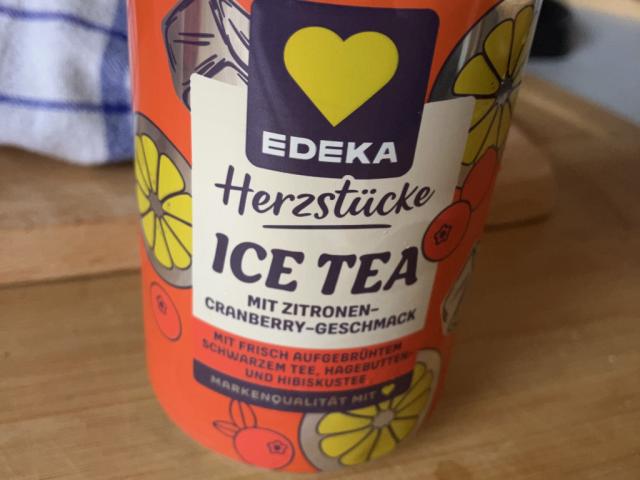 EDEKA
Herzstücke
ICE TEA
MIT ZITRONEN-
CRANBERRY-GESCHMACK
MIT FRISCH AUFGEBRÜHTEM
SCHWARZEM TEE, HAGEBUTTEN-
UND HIBISKUSTEE
MARKENQUALITÄT MIT